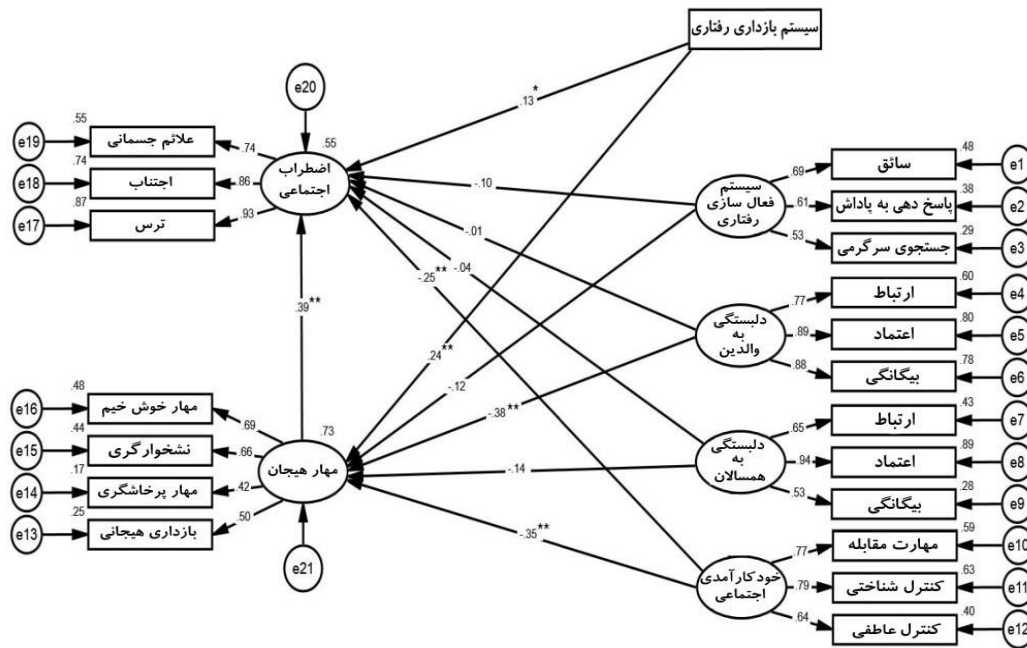 سیستم بازداری رفتاری
e20
.13*
.55
.55
e19
علائم جسمانی
.74
اضطراب
اجتماعی
.74
e18
اجتناب
.86
.87
e17
ترس
.93
-.10
-.01
-.04
-.25**
.39**
.24**
-.12
-.38**
-.14
-.35**
سیستم
فعال سازی
رفتاری
.69
سائق
.48
e1
.61
پاسخ دهی به پاداش
.38
e2
.53
جستجوی سرگرمی
.29
e3
دلبستگی
به
والدین
.77
ارتباط
.60
e4
.89
اعتماد
.80
e5
.88
بیگانگی
.78
e6
دلبستگی
به
همسالان
.65
ارتباط
.43
e7
.94
اعتماد
.89
e8
.53
بیگانگی
.28
e9
خودکارآمدی
اجتماعی
.77
مهارت مقابله
.59
e10
.79
کنترل شناختی
.63
e11
.64
کنترل عاطفی
.40
e12
مهار هیجان
.73
.48
e16
مهار خوش خیم
.69
.44
e15
نشخوارگری
.66
.17
e14
مهار پرخاشگری
.42
.25
e13
بازداری هیجانی
.50
e21